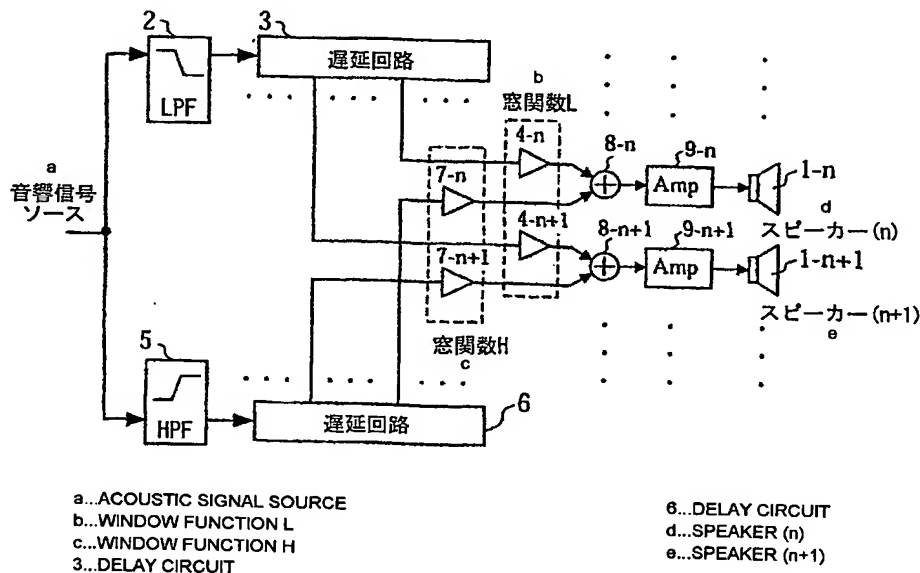 2
3
遅延回路
LPF
b
窓関数L
4-n
8-n
9-n
1-n
a
音響信号
ソース
7-n
Amp
d
スピーカー(n)
4-n+1
8-n+1
9-n+1
1-n+1
7-n+1
Amp
スピーカー(n+1)
e
窓関数H
c
5
HPF
遅延回路
6
a...ACOUSTIC SIGNAL SOURCE
b...WINDOW FUNCTION L
c...WINDOW FUNCTION H
3...DELAY CIRCUIT
6...DELAY CIRCUIT
d...SPEAKER (n)
e...SPEAKER (n+1)